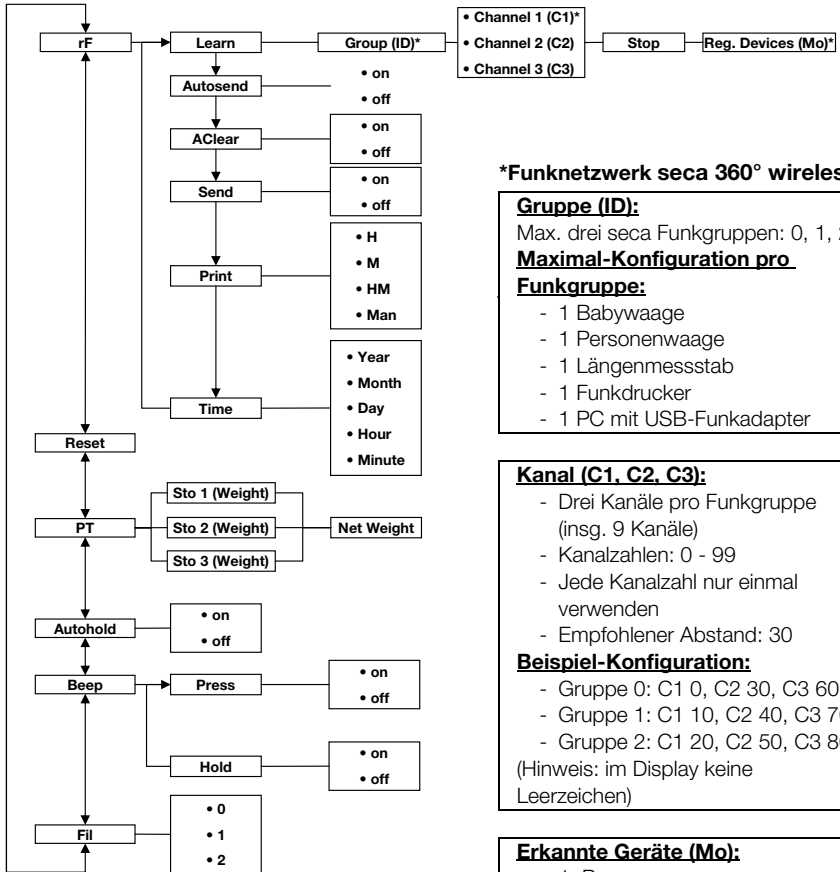 rF
Learn
Group (ID)*
• Channel 1 (C1)*
• Channel 2 (C2)
• Channel 3 (C3)
Stop
Reg. Devices (Mo)*
Autosend
• on
• off
AClear
• on
• off
Send
• on
• off
Print
• H
• M
• HM
• Man
Time
• Year
• Month
• Day
• Hour
• Minute
Reset
PT
Sto 1 (Weight)
Sto 2 (Weight)
Sto 3 (Weight)
Net Weight
Autohold
• on
• off
Beep
Press
• on
• off
Hold
• on
• off
Fil
• 0
• 1
• 2
*Funknetzwerk seca 360°
Gruppe (ID):
Max. drei seca Funkgruppen: 0, 1,
Maximal-Konfiguration pro
Funkgruppe:
- 1 Babywaage
- 1 Personenwaage
- 1 Längenmessstab
- 1 Funkdrucker
- 1 PC mit USB-Funkadapter
Kanal (C1, C2, C3):
- Drei Kanäle pro Funkgruppe
(insg. 9 Kanäle)
- Kanalzahlen: 0 - 99
- Jede Kanalzahl nur einmal
verwenden
- Empfohlener Abstand: 30
Beispiel-Konfiguration:
- Gruppe 0: C1 0, C2 30, C3 60
- Gruppe 1: C1 10, C2 40, C3
- Gruppe 2: C1 20, C2 50, C3
(Hinweis: im Display keine
Leerzeichen)
Erkannte Geräte (Mo):